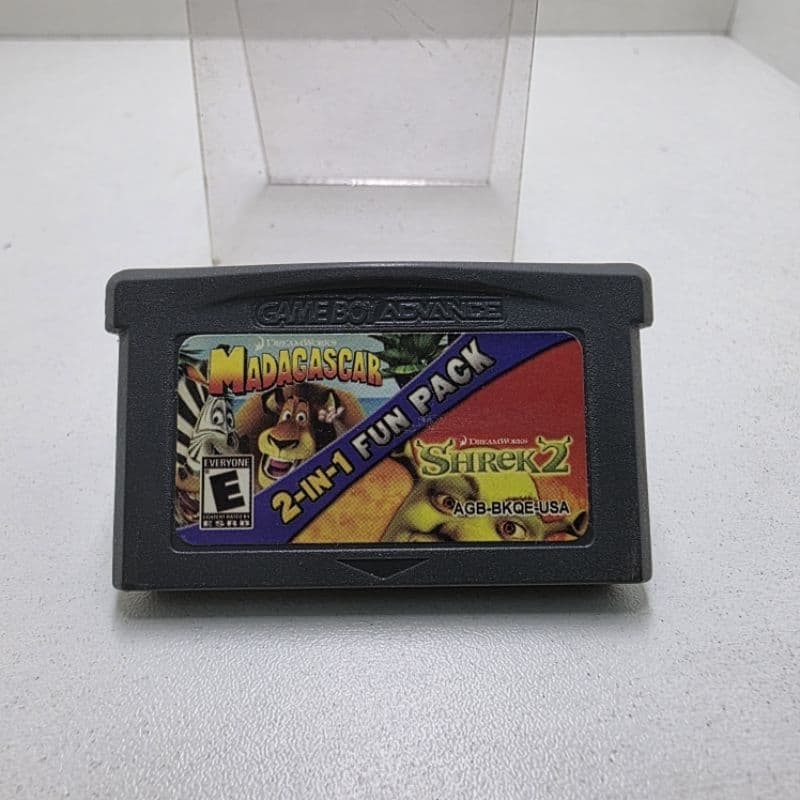 GAME BOY ADVANCE
DREAMWORKS
MADAGASCAR
2-IN-1 FUN PACK
DREAMWORKS
SHREK 2
AGB-BKQE-USA
EVERYONE
E
CONTENT RATED BY
ESRB